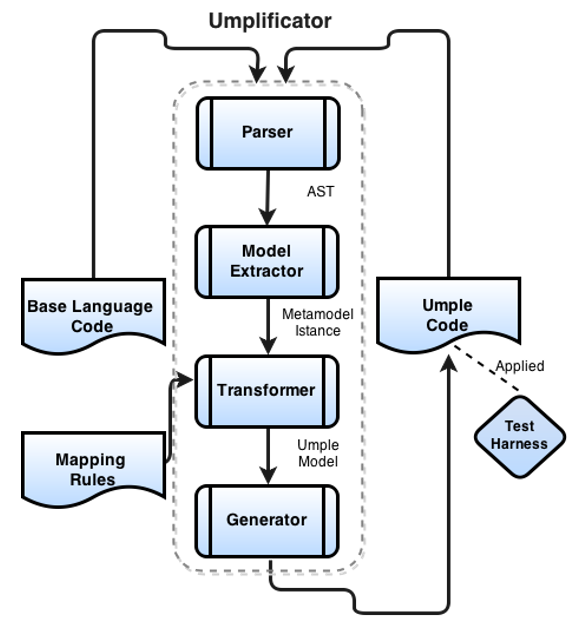 Umplificator
Parser
AST
Model
Extractor
Base Language
Code
Metamodel
Istance
Umple
Code
Transformer
Applied
Mapping
Rules
Umple
Model
Test
Harness
Generator